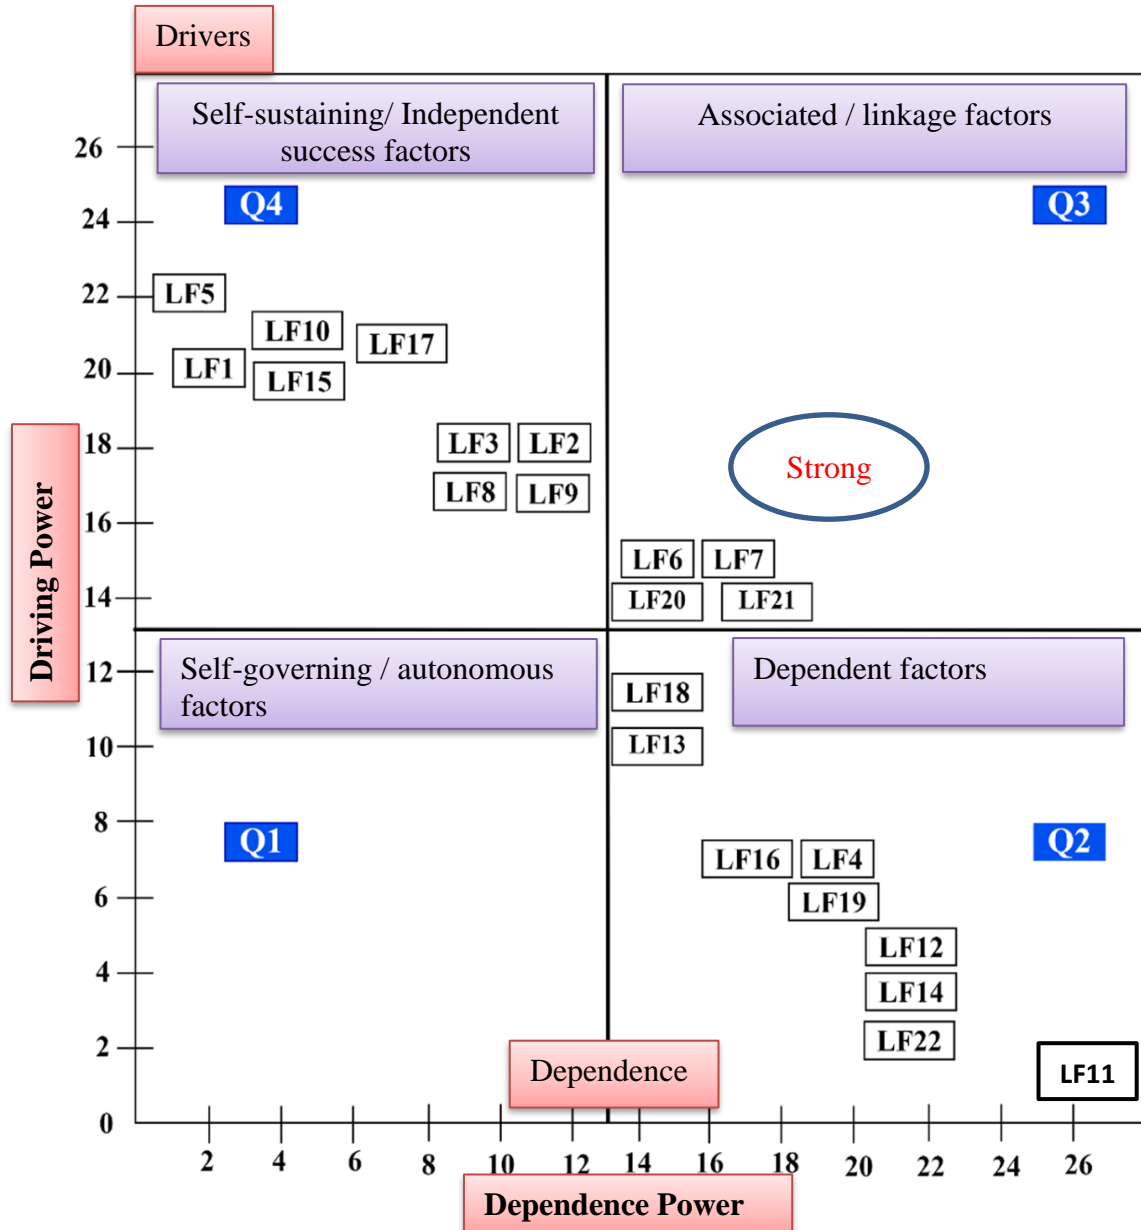 Drivers
Self-sustaining/ Independent
success factors
Associated / linkage factors
26
Q4
Q3
24
LF5
22
LF10
LF17
LF1
20
LF15
LF3
LF2
18
Strong
LF8
LF9
16
LF6
LF7
14
LF20
LF21
Driving Power
Self-governing / autonomous
factors
Dependent factors
12
LF18
10
LF13
8
Q1
Q2
LF16
LF4
6
LF19
LF12
4
LF14
LF22
2
Dependence
LF11
0
2
4
6
8
10
12
14
16
18
20
22
24
26
Dependence Power